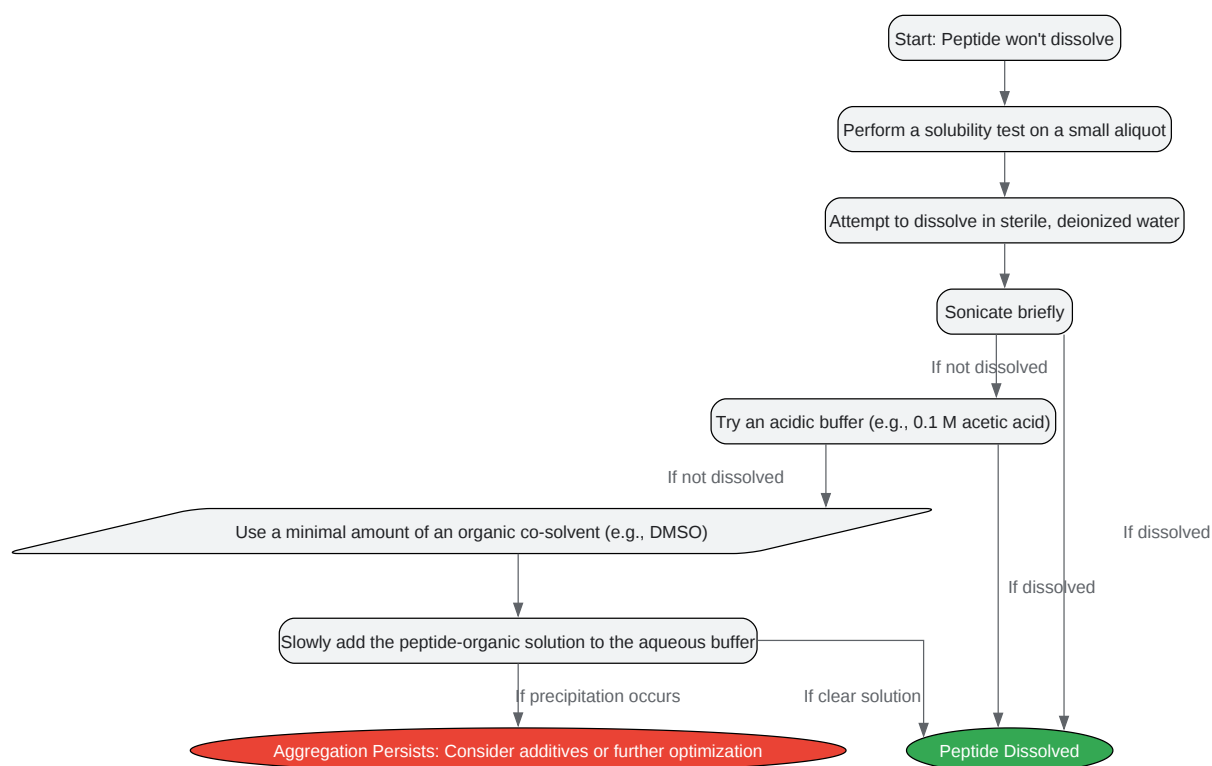 Start: Peptide won't dissolve
Perform a solubility test on a small aliquot
Attempt to dissolve in sterile, deionized water
Sonicate briefly
If not dissolved
Try an acidic buffer (e.g., 0.1 M acetic acid)
If not dissolved
Use a minimal amount of an organic co-solvent (e.g., DMSO)
If dissolved
If dissolved
Slowly add the peptide-organic solution to the aqueous buffer
If precipitation occurs
If clear solution
Aggregation Persists: Consider additives or further optimization
Peptide Dissolved